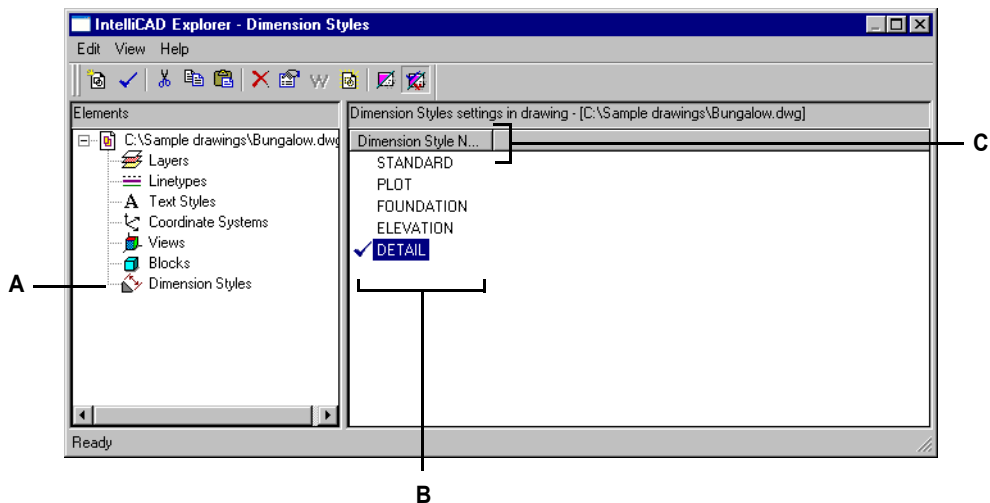 IntelliCAD Explorer - Dimension Styles
Edit View Help
Elements
Dimension Styles settings in drawing - [C:\Sample drawings\Bungalow.dwg]
C:\Sample drawings\Bungalow.dwg
Dimension Style N...
C
Layers
STANDARD
Linetypes
PLOT
A Text Styles
FOUNDATION
Coordinate Systems
ELEVATION
Views
DETAIL
Blocks
A
Dimension Styles
Ready
B